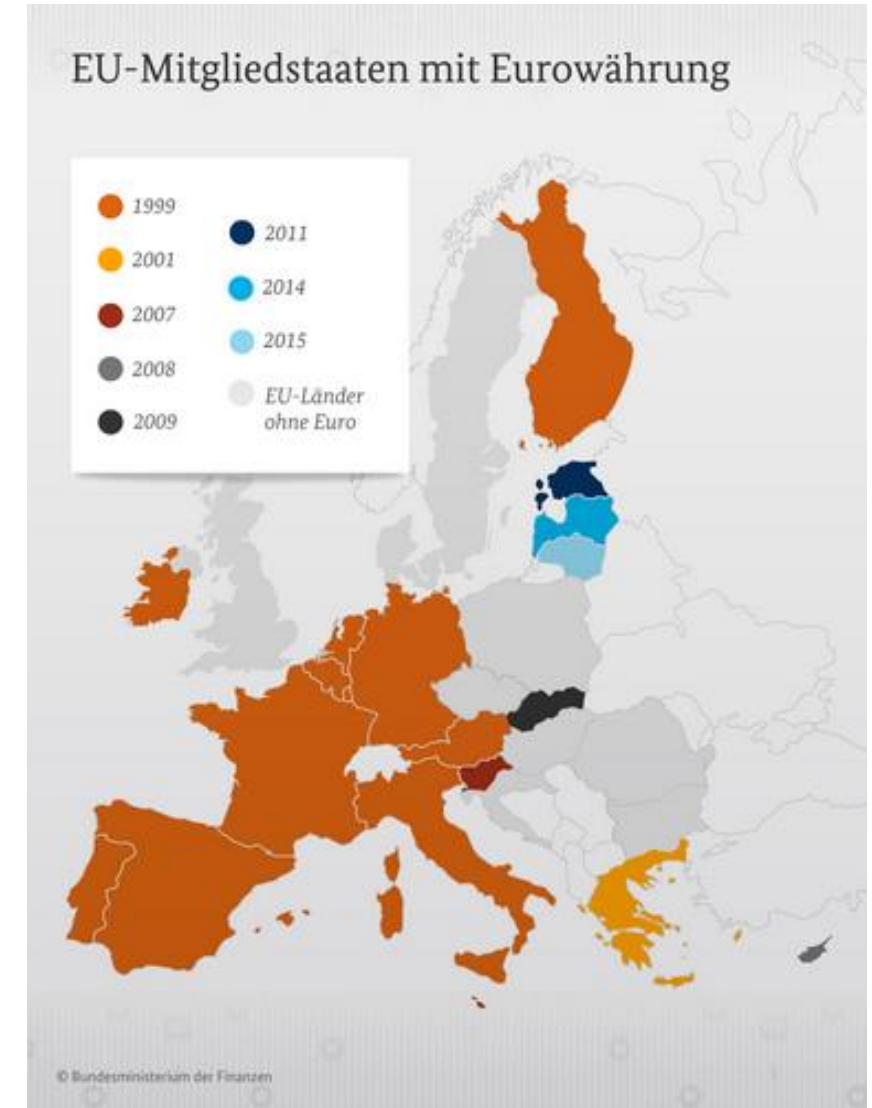 EU-Mitgliedstaaten mit Eurowährung
1999
2001
2007
2008
2009
2011
2014
2015
EU-Länder
ohne Euro
© Bundesministerium der Finanzen